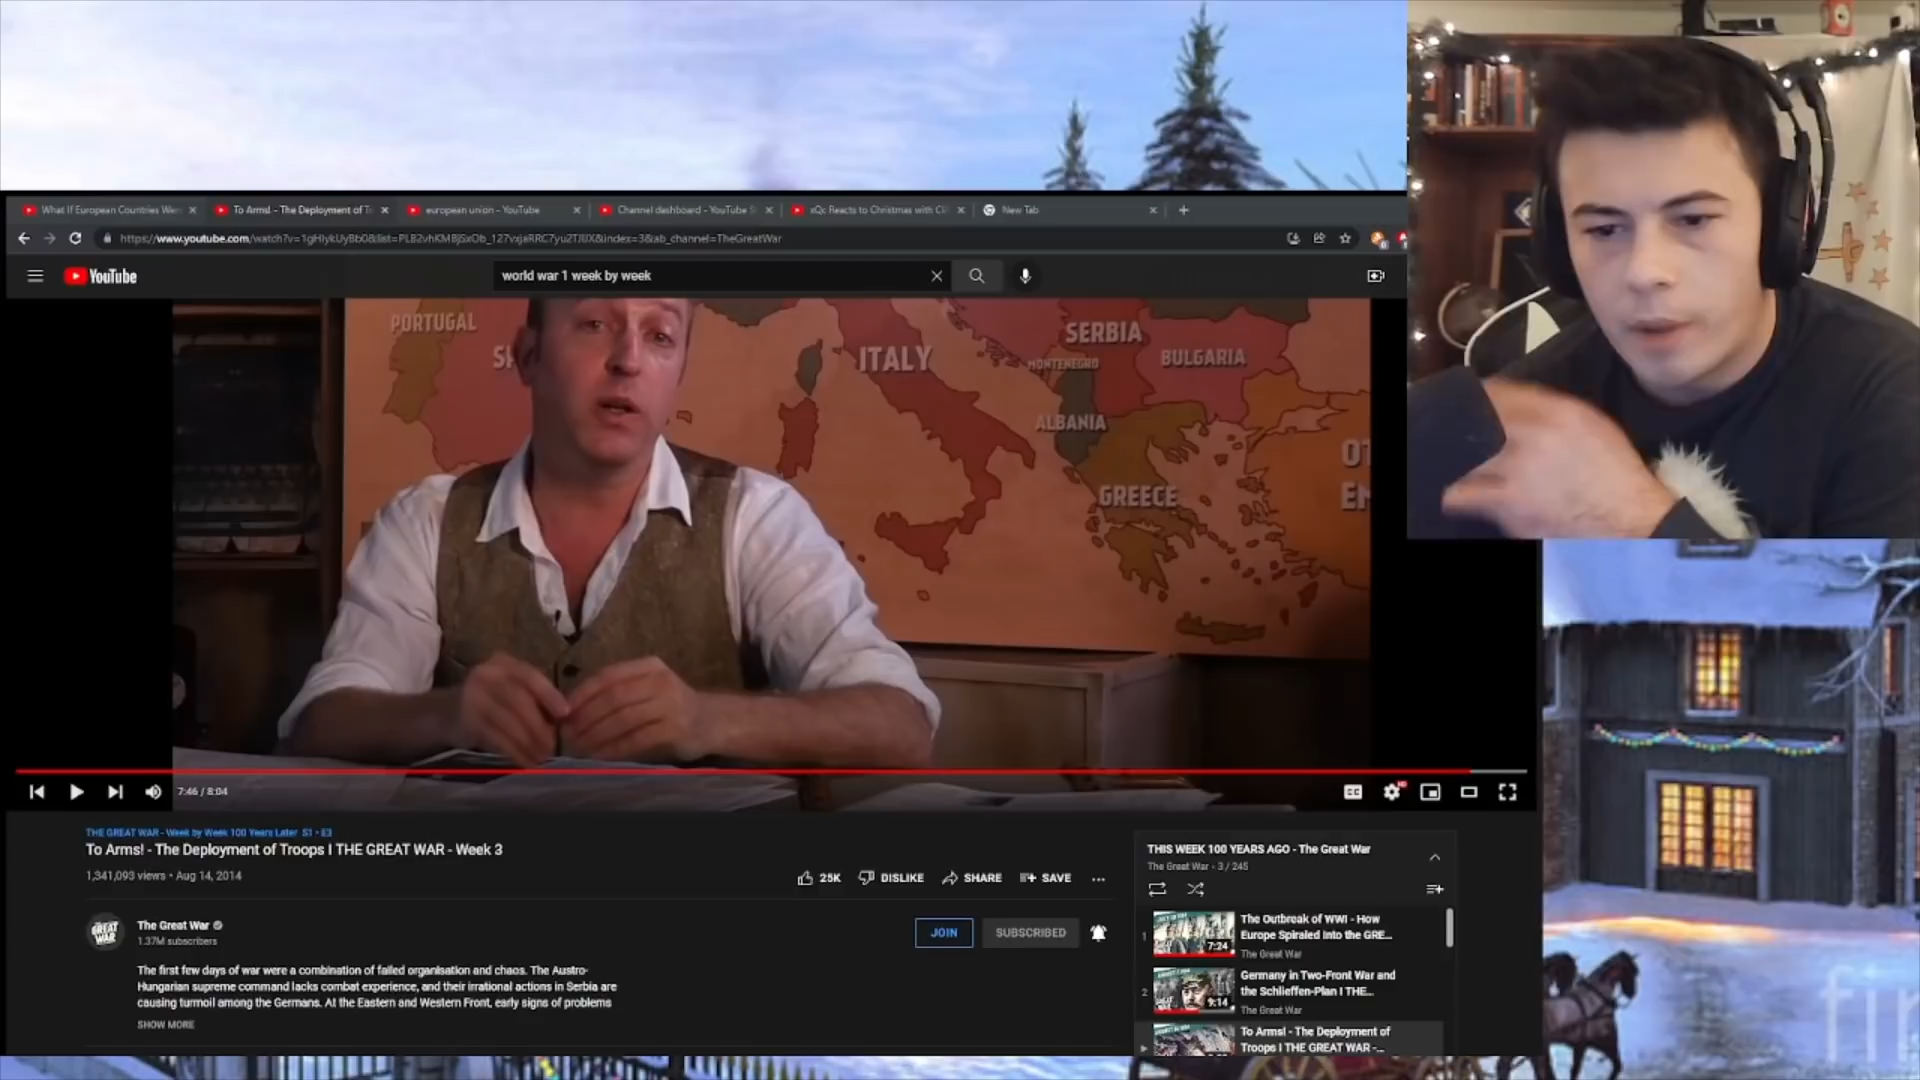 What If European Countries Wer
To Arms! - The Deployment of T
european union - YouTube
Channel dashboard - YouTube S
xQc Reacts to Christmas with Cl
New Tab
YouTube
world war 1 week by week
PORTUGAL
SP
ITALY
SERBIA
MONTENEGRO
BULGARIA
ALBANIA
GREECE
OT
EM
7:46 / 8:04
THE GREAT WAR - Week by Week 100 Years Later S1 • E3
To Arms! - The Deployment of Troops I THE GREAT WAR - Week 3
1,341,093 views • Aug 14, 2014
25K
DISLIKE
SHARE
SAVE
The Great War
1.37M subscribers
JOIN
SUBSCRIBED
The first few days of war were a combination of failed organisation and chaos. The Austro-
Hungarian supreme command lacks combat experience, and their irrational actions in Serbia are
causing turmoil among the Germans. At the Eastern and Western Front, early signs of problems
SHOW MORE
THIS WEEK 100 YEARS AGO - The Great War
The Great War - 3 / 245
1
7:24
The Outbreak of WWI - How
Europe Spiraled Into the GRE...
The Great War
2
9:14
Germany in Two-Front War and
the Schlieffen-Plan I THE...
The Great War
To Arms! - The Deployment of
Troops I THE GREAT WAR -...
fir